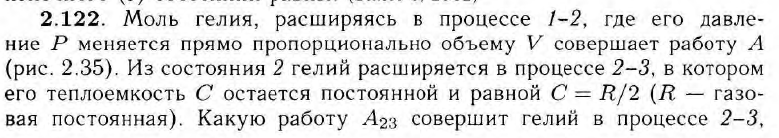 2.122. Моль гелия, расширяясь в процессе 1-2, где его давле-
ние P меняется прямо пропорционально объему V совершает работу A
(рис. 2.35). Из состояния 2 гелий расширяется в процессе 2-3, в котором
его теплоемкость C остается постоянной и равной C = R/2 (R — газо-
вая постоянная). Какую работу A₂₃ совершит гелий в процессе 2-3,